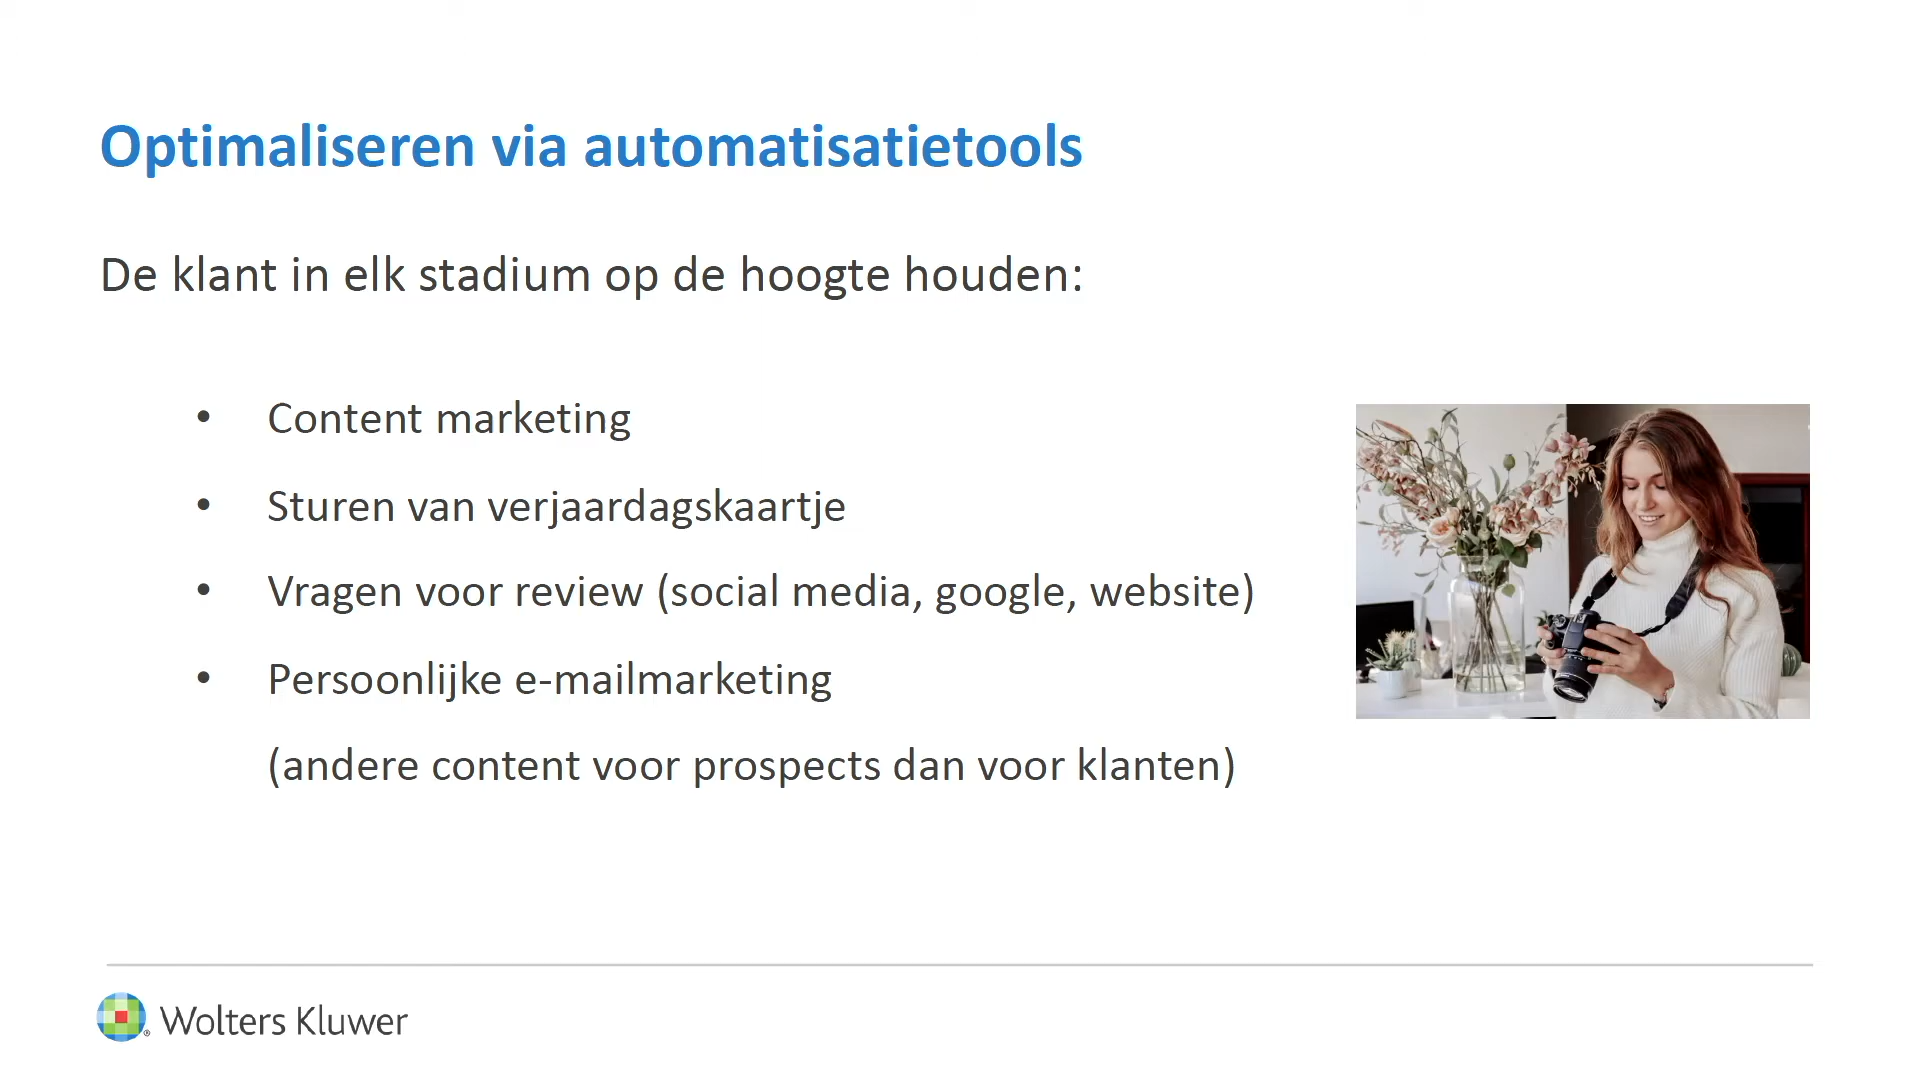 Optimaliseren via automatisatietools
De klant in elk stadium op de hoogte houden:
• Content marketing
• Sturen van verjaardagskaartje
• Vragen voor review (social media, google, website)
• Persoonlijke e-mailmarketing
(andere content voor prospects dan voor klanten)
Wolters Kluwer